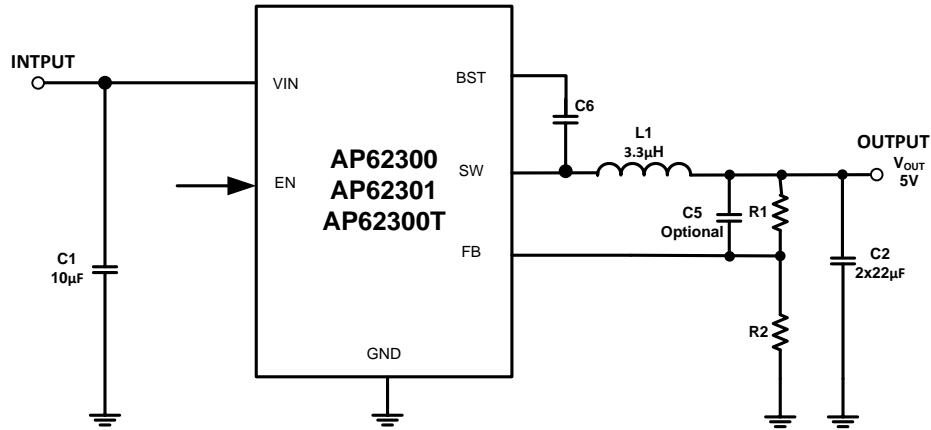 INTPUT
VIN
BST
C6
L1
3.3µH
OUTPUT
VOUT
5V
AP62300
AP62301
AP62300T
EN
SW
C5
Optional
R1
FB
C1
10µF
C2
2x22µF
R2
GND